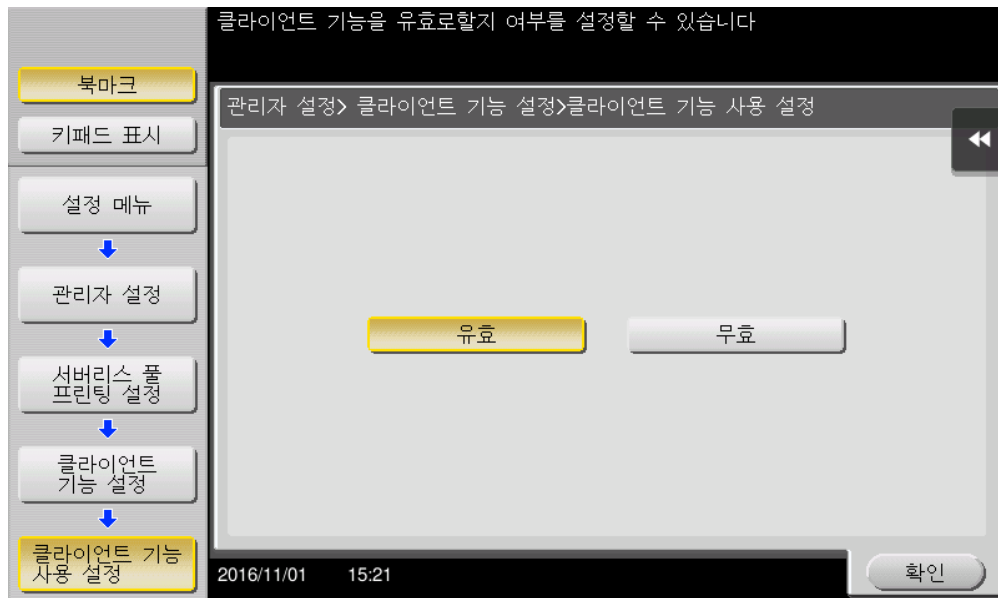 클라이언트 기능을 유효로할지 여부를 설정할 수 있습니다
북마크
키패드 표시
관리자 설정> 클라이언트 기능 설정>클라이언트 기능 사용 설정
설정 메뉴
관리자 설정
서버리스 풀
프린팅 설정
클라이언트
기능 설정
클라이언트 기능
사용 설정
유효
무효
2016/11/01 15:21
확인